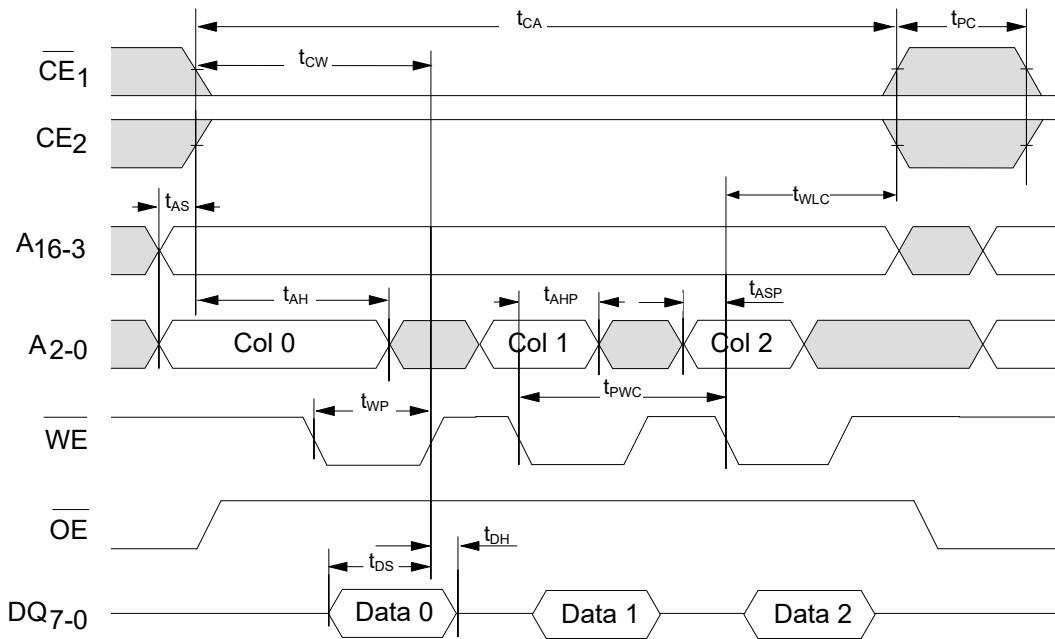 tCA
tPC
tCW
CE1
CE2
tAS
tWLC
A16-3
tAH
tAHP
tASP
A2-0
Col 0
Col 1
Col 2
tPWC
tWP
WE
OE
tDH
tDS
DQ7-0
Data 0
Data 1
Data 2